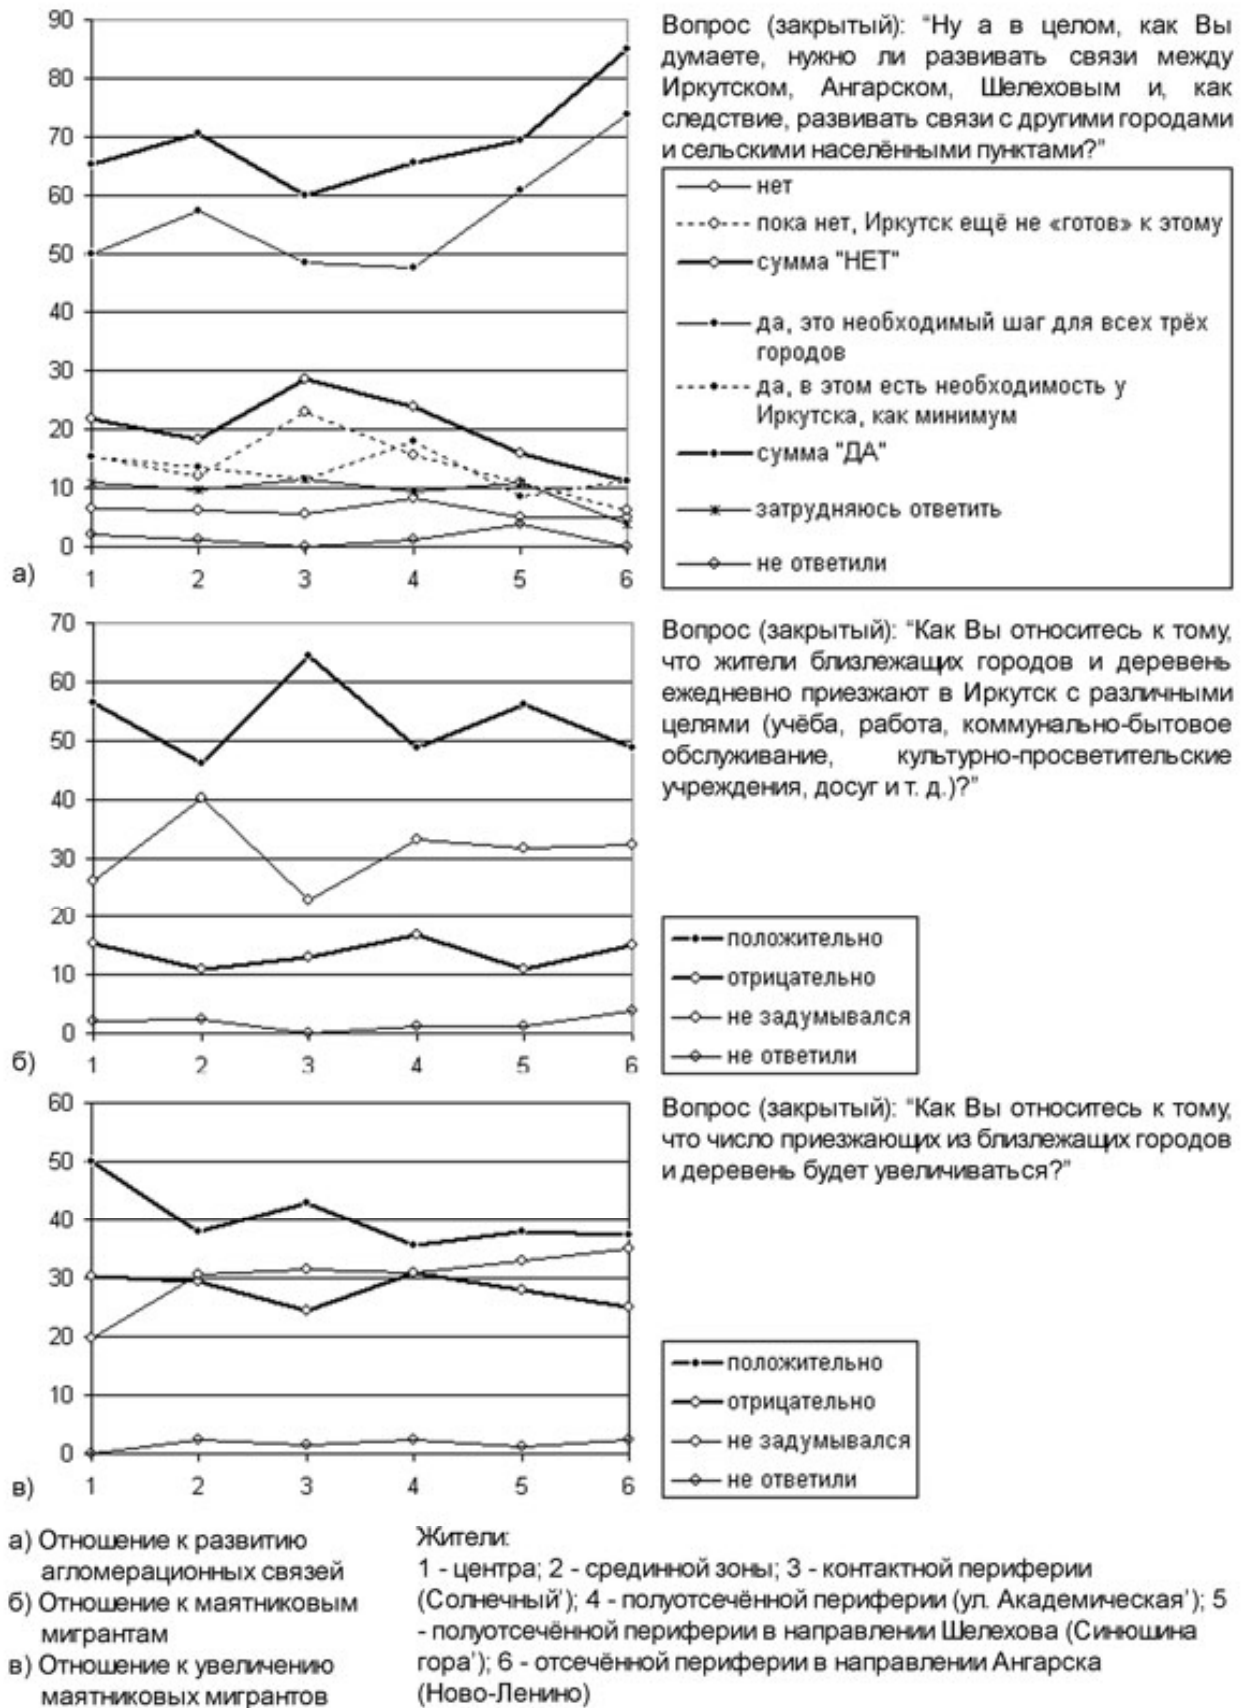 90
80
70
60
50
40
30
20
10
0
1 2 3 4 5 6
а)
Вопрос (закрытый): “Ну а в целом, как Вы
думаете, нужно ли развивать связи между
Иркутском, Ангарском, Шелеховым и, как
следствие, развивать связи с другими городами
и сельскими населёнными пунктами?”
нет
пока нет, Иркутск ещё не «готов» к этому
сумма "НЕТ"
да, это необходимый шаг для всех трёх
городов
да, в этом есть необходимость у
Иркутска, как минимум
сумма "ДА"
затрудняюсь ответить
не ответили
70
60
50
40
30
20
10
0
1 2 3 4 5 6
б)
Вопрос (закрытый): “Как Вы относитесь к тому,
что жители близлежащих городов и деревень
ежедневно приезжают в Иркутск с различными
целями (учёба, работа, коммунально-бытовое
обслуживание, культурно-просветительские
учреждения, досуг и т. д.)?”
положительно
отрицательно
не задумывался
не ответили
60
50
40
30
20
10
0
1 2 3 4 5 6
в)
Вопрос (закрытый): “Как Вы относитесь к тому,
что число приезжающих из близлежащих городов
и деревень будет увеличиваться?”
положительно
отрицательно
не задумывался
не ответили
а) Отношение к развитию
агломерационных связей
б) Отношение к маятниковым
мигрантам
в) Отношение к увеличению
маятниковых мигрантов
Жители:
1 - центра; 2 - срединной зоны; 3 - контактной периферии
(Солнечный’); 4 - полуотсечённой периферии (ул. Академическая’); 5
- полуотсечённой периферии в направлении Шелехова (Синюшина
гора’); 6 - отсечённой периферии в направлении Ангарска
(Ново-Ленино)